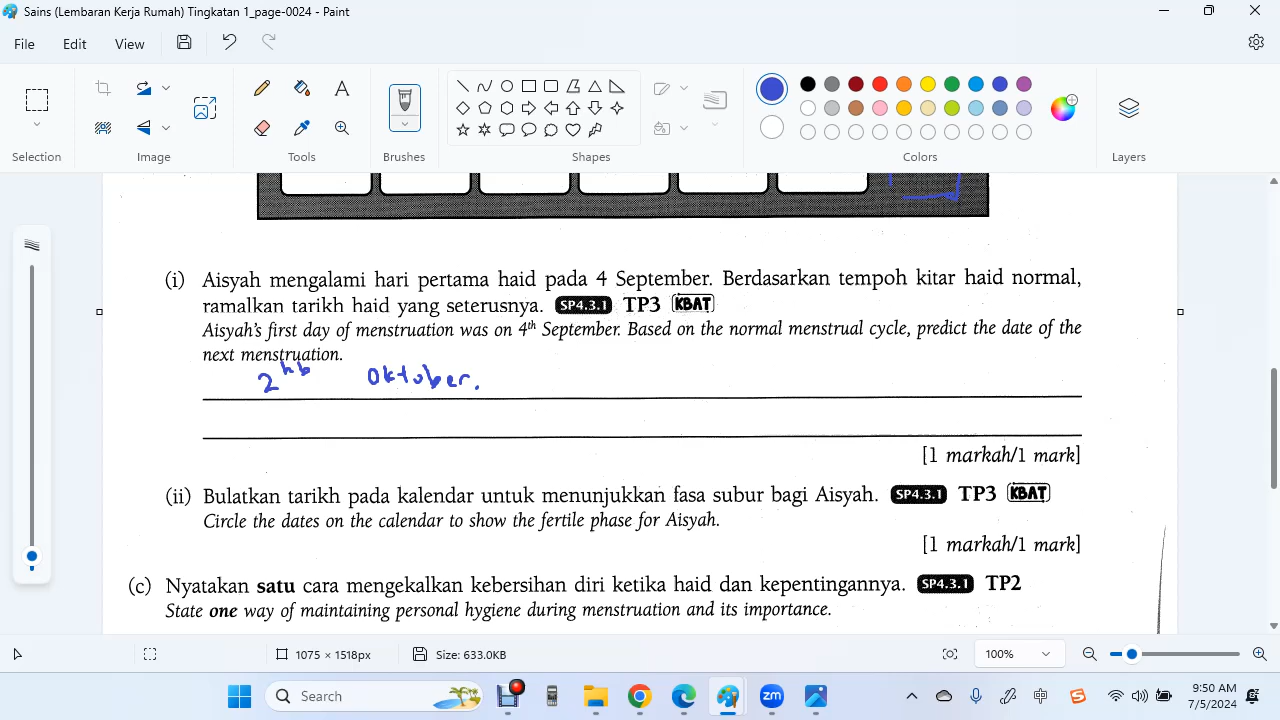 Sains (Lembaran Kerja Rumah) Tingkatan 1_page-0024 - Paint
File Edit View
Selection Image Tools Brushes Shapes Colors Layers
(i) Aisyah mengalami hari pertama haid pada 4 September. Berdasarkan tempoh kitar haid normal,
ramalkan tarikh haid yang seterusnya. SP4.3.1 TP3 KBAT
Aisyah's first day of menstruation was on 4th September. Based on the normal menstrual cycle, predict the date of the
next menstruation.
2hb Oktober.
[1 markah/1 mark]
(ii) Bulatkan tarikh pada kalendar untuk menunjukkan fasa subur bagi Aisyah. SP4.3.1 TP3 KBAT
Circle the dates on the calendar to show the fertile phase for Aisyah.
[1 markah/1 mark]
(c) Nyatakan satu cara mengekalkan kebersihan diri ketika haid dan kepentingannya. SP4.3.1 TP2
State one way of maintaining personal hygiene during menstruation and its importance.
1075 × 1518px Size: 633.0KB 100%
Search zm 中 S 9:50 AM
7/5/2024